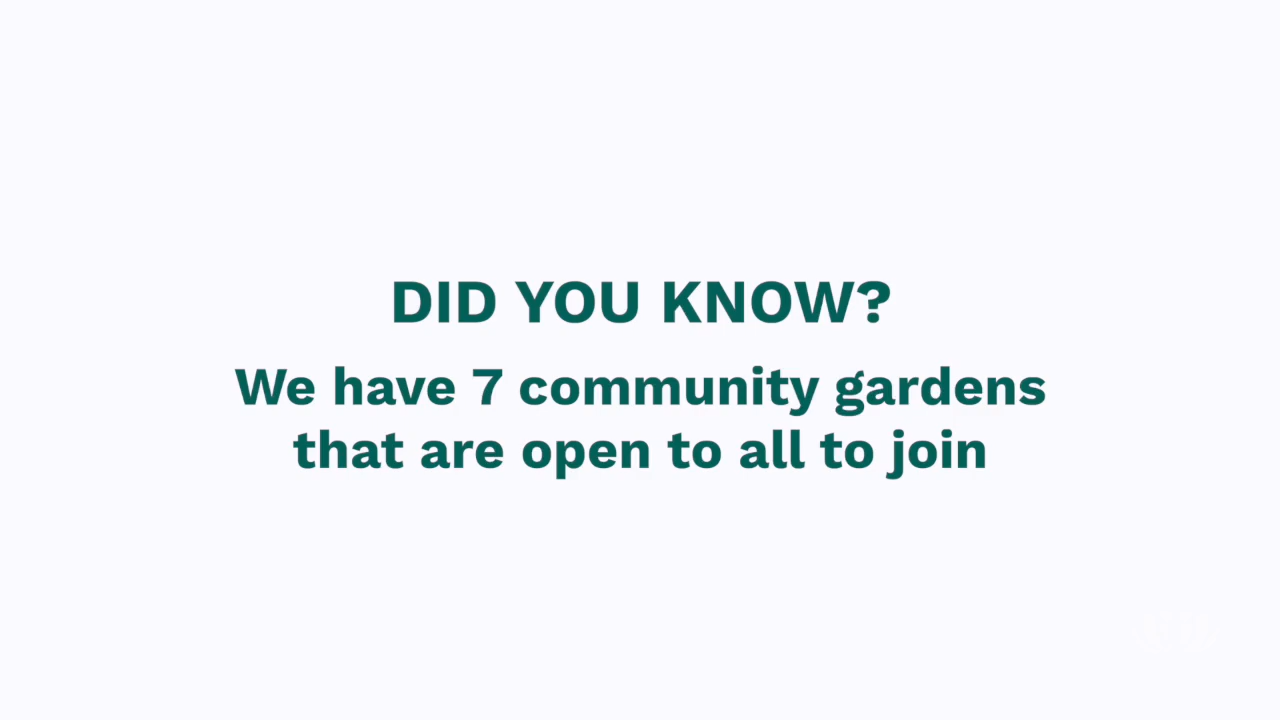 DID YOU KNOW?
We have 7 community gardens
that are open to all to join